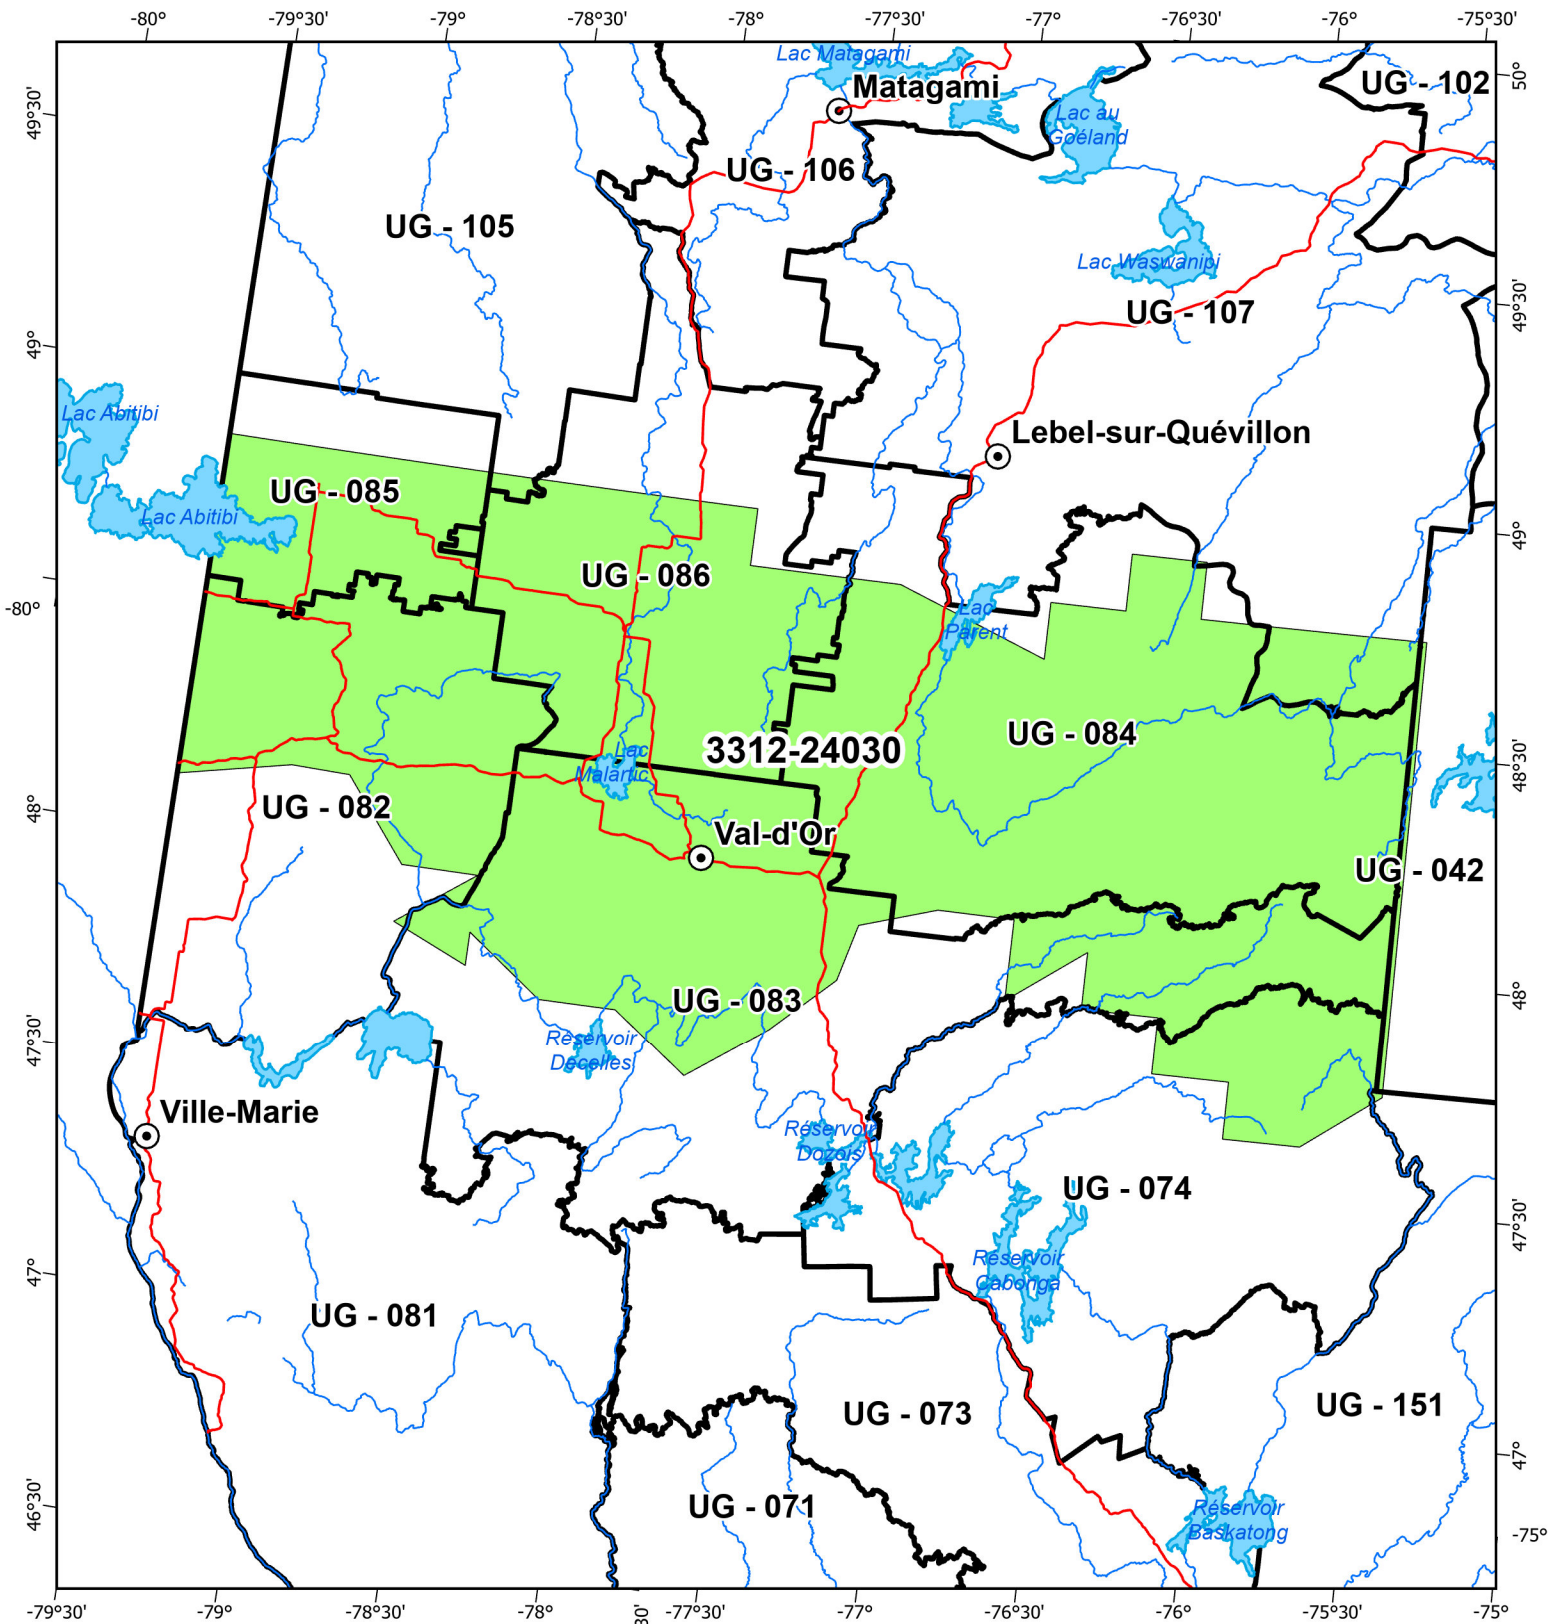 -80°
-79°30'
-79°
-78°30'
-78°
-77°30'
-77°
-76°30'
-76°
-75°30'
Lac Matagami
Matagami
UG - 102
50°
49°30'
Lac au
Goéland
UG - 106
UG - 105
Lac Waswanipi
UG - 107
49°30'
49°
Lac Abitibi
Lebel-sur-Quévillon
UG - 085
Lac Abitibi
49°
UG - 086
-80°
Lac
Parent
UG - 084
3312-24030
Lac
Malartic
48°30'
48°
UG - 082
Val-d'Or
UG - 042
UG - 083
48°
47°30'
Réservoir
Decelles
Ville-Marie
Réservoir
Dozois
UG - 074
47°30'
47°
Réservoir
Cabonga
UG - 081
UG - 073
UG - 151
47°
46°30'
UG - 071
Réservoir
Baskatong
-75°
-79°30'
-79°
-78°30'
-78°
30'
-77°30'
-77°
-76°30'
-76°
-75°30'
-75°